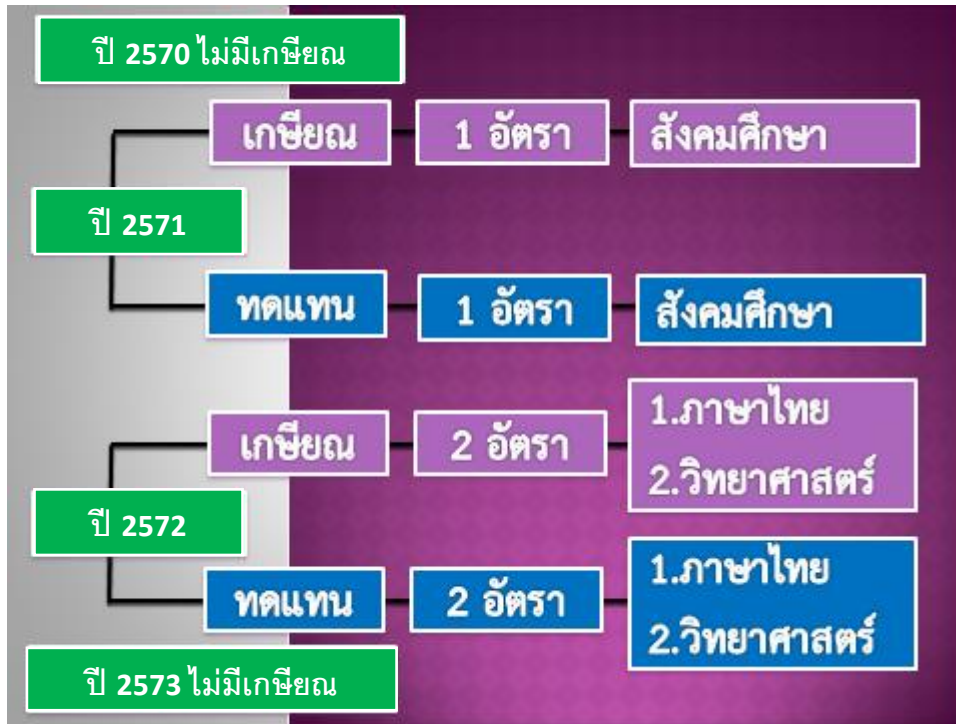 ปี 2570 ไม่มีเกษียณ
เกษียณ 1 อัตรา สังคมศึกษา
ปี 2571
ทดแทน 1 อัตรา สังคมศึกษา
เกษียณ 2 อัตรา 1.ภาษาไทย
2.วิทยาศาสตร์
ปี 2572
ทดแทน 2 อัตรา 1.ภาษาไทย
2.วิทยาศาสตร์
ปี 2573 ไม่มีเกษียณ